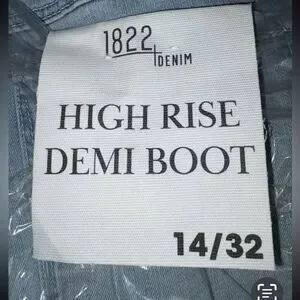 1822
DENIM
HIGH RISE
DEMI BOOT
14/32